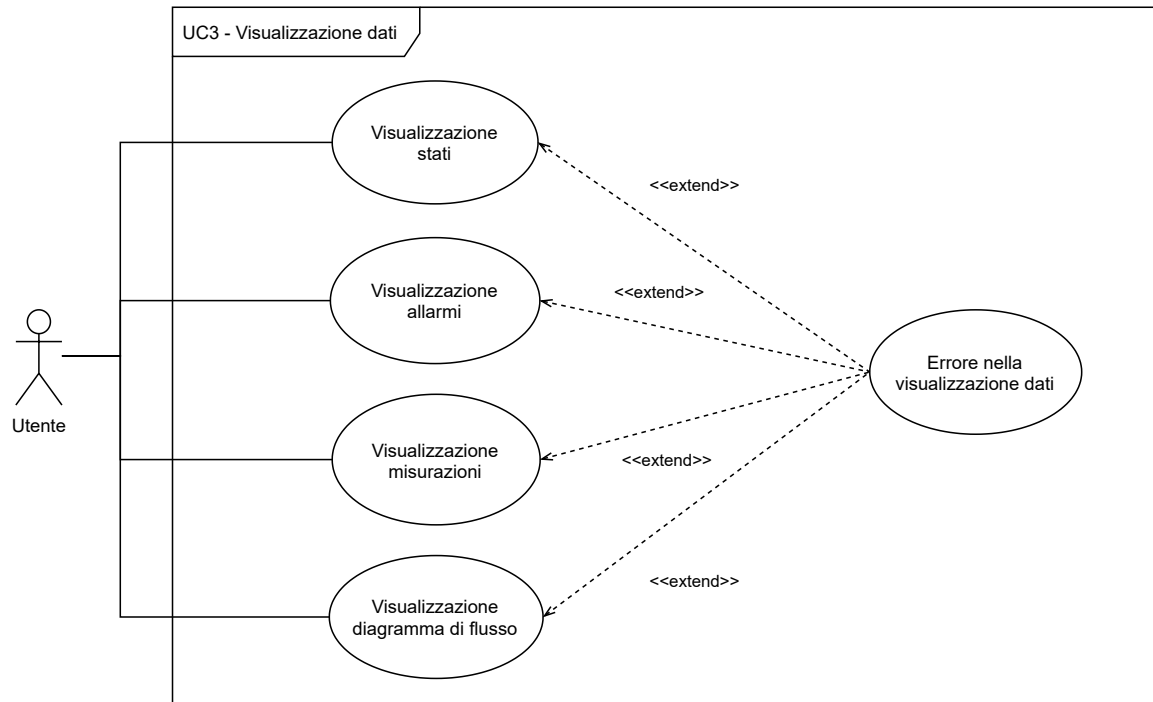 UC3 - Visualizzazione dati
Visualizzazione
stati
<<extend>>
Visualizzazione
allarmi
<<extend>>
Errore nella
visualizzazione dati
Utente
Visualizzazione
misurazioni
<<extend>>
Visualizzazione
diagramma di flusso
<<extend>>